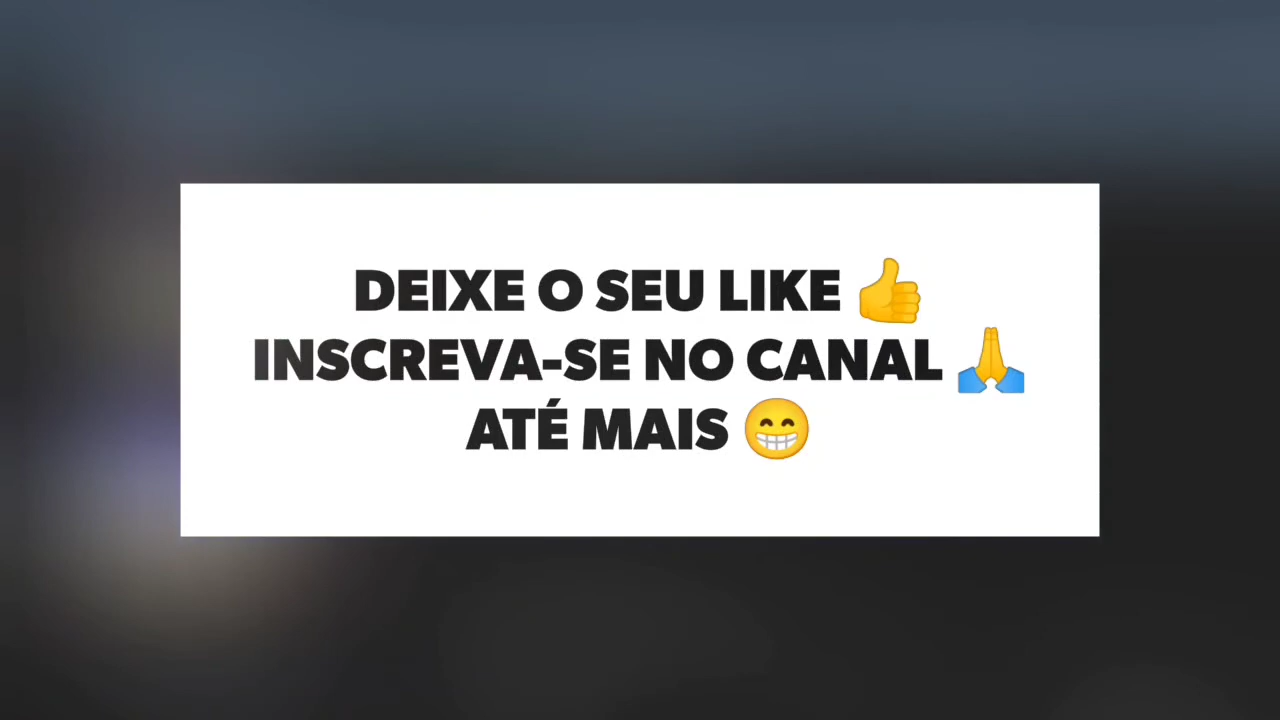 DEIXE O SEU LIKE 👍
INSCREVA-SE NO CANAL 🙏
ATÉ MAIS 😁